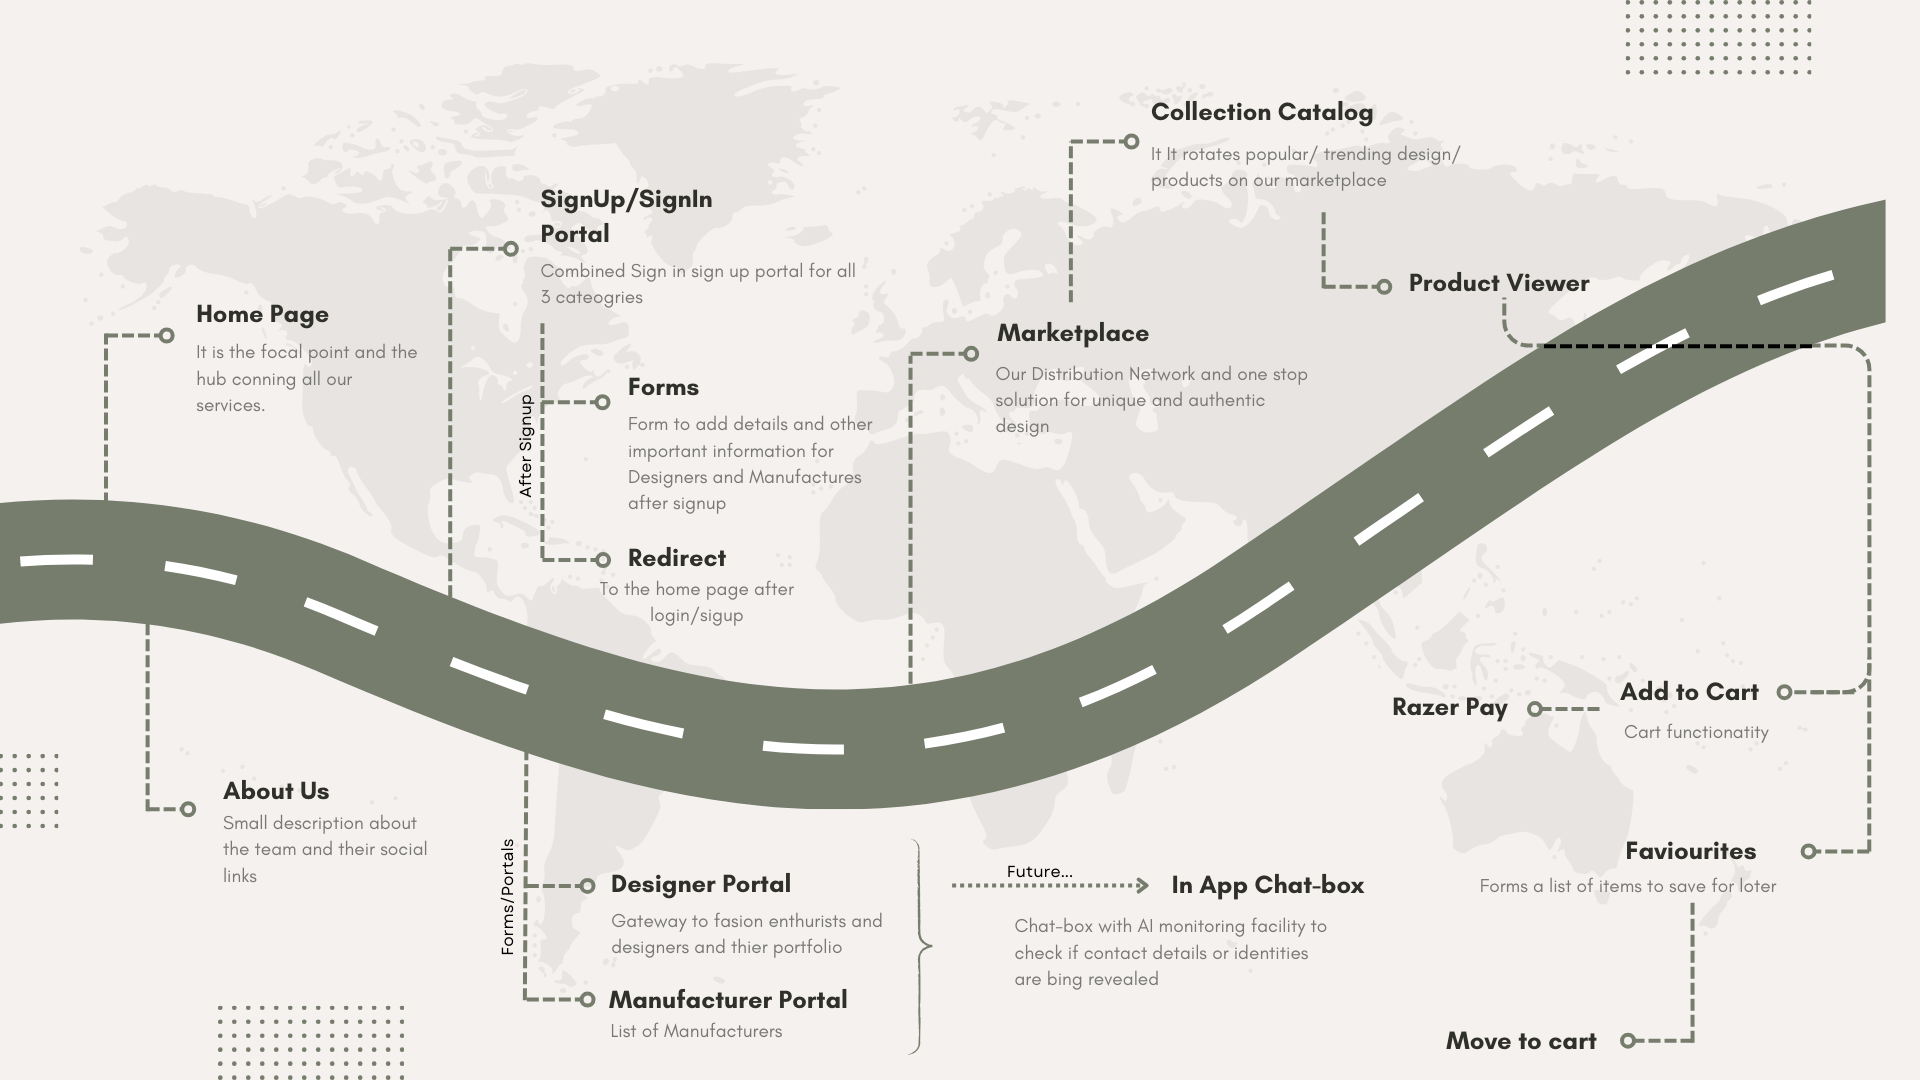 Home Page
It is the focal point and the
hub conning all our
services.
About Us
Small description about
the team and their social
links
SignUp/SignIn
Portal
Combined Sign in sign up portal for all
3 cateogries
After Signup
Forms
Form to add details and other
important information for
Designers and Manufactures
after signup
Redirect
To the home page after
login/sigup
Forms/Portals
Designer Portal
Gateway to fasion enthurists and
designers and thier portfolio
Manufacturer Portal
List of Manufacturers
Future...
In App Chat-box
Chat-box with AI monitoring facility to
check if contact details or identities
are bing revealed
Marketplace
Our Distribution Network and one stop
solution for unique and authentic
design
Collection Catalog
It It rotates popular/ trending design/
products on our marketplace
Product Viewer
Add to Cart
Cart functionatity
Razer Pay
Faviourites
Forms a list of items to save for loter
Move to cart